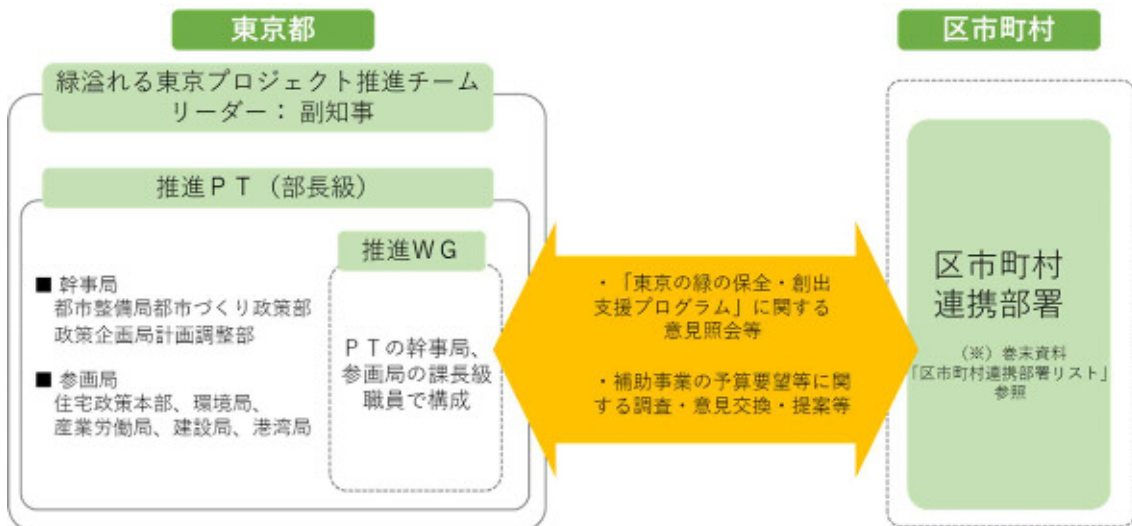 東京都
緑溢れる東京プロジェクト推進チーム
リーダー： 副知事
推進ＰＴ（部長級）
■ 幹事局
都市整備局都市づくり政策部
政策企画局計画調整部
■ 参画局
住宅政策本部、環境局、
産業労働局、建設局、港湾局
推進ＷＧ
ＰＴの幹事局、
参画局の課長級
職員で構成
・「東京の緑の保全・創出
支援プログラム」に関する
意見照会等
・補助事業の予算要望等に関
する調査・意見交換・提案等
区市町村
区市町村
連携部署
（※）巻末資料
「区市町村連携部署リスト」
参照